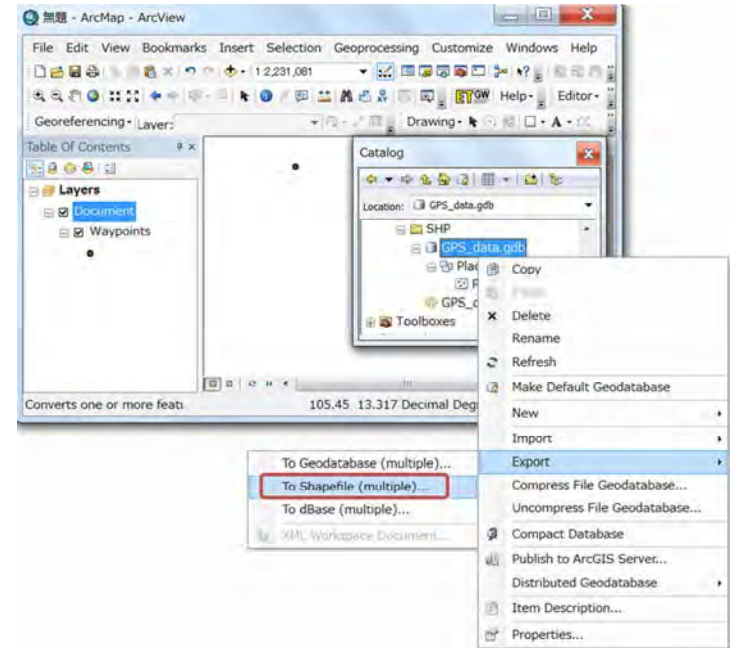 無題 - ArcMap - ArcView
File Edit View Bookmarks Insert Selection Geoprocessing Customize Windows Help
1:2,231,081
ETGW Help Editor
Georeferencing Layer: Drawing A
Table Of Contents
Layers
Document
Waypoints
Catalog
Location: GPS_data.gdb
SHP
GPS_data.gdb
Plac
GPS_d
Toolboxes
Converts one or more featu
105.45 13.317 Decimal Deg
Copy
Delete
Rename
Refresh
Make Default Geodatabase
New
Import
Export
Compress File Geodatabase...
Uncompress File Geodatabase...
Compact Database
Publish to ArcGIS Server...
Distributed Geodatabase
Item Description...
Properties...
To Geodatabase (multiple)...
To Shapefile (multiple)...
To dBase (multiple)...
XML Workspace Document...